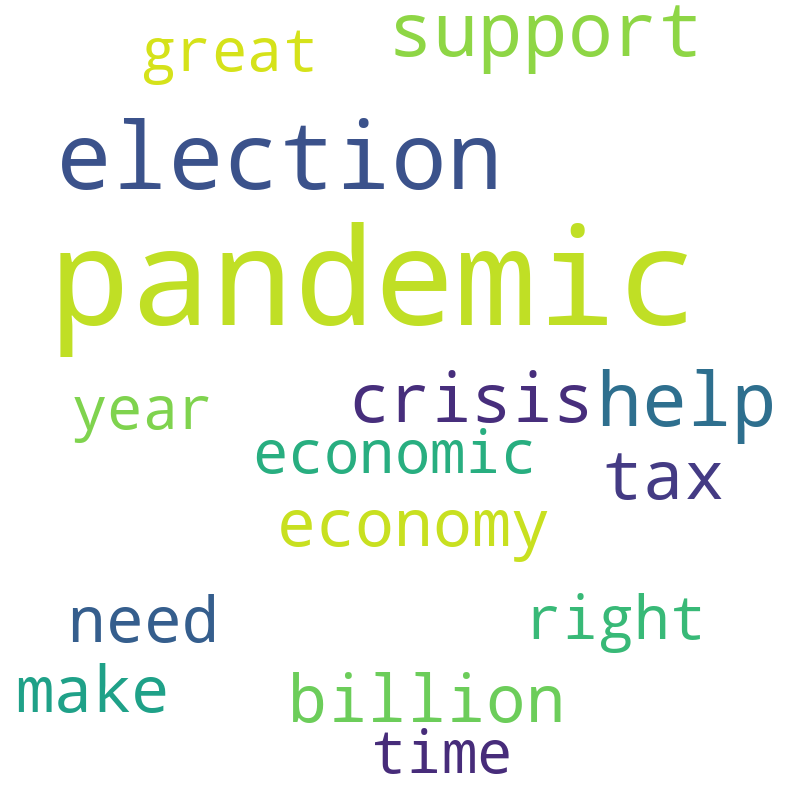 great support
election
pandemic
year crisis help
economic tax
economy
need right
make billion
time